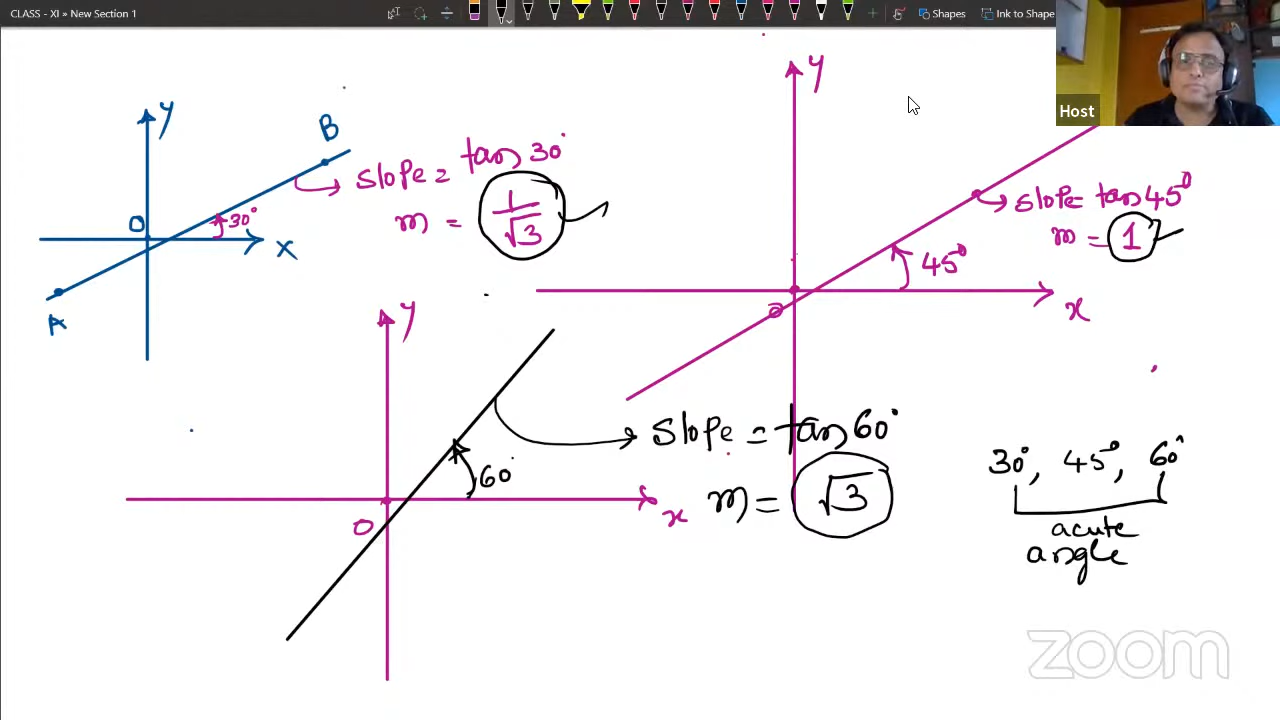 CLASS - XI » New Section 1
Shapes
Ink to Shape
Host
y
B
slope = tan 30°
m = 1/√3
O
30°
x
A
y
slope = tan 45°
m = 1
45°
x
y
slope = tan 60°
m = √3
60°
O
x
30°, 45°, 60°
acute
angle
zoom